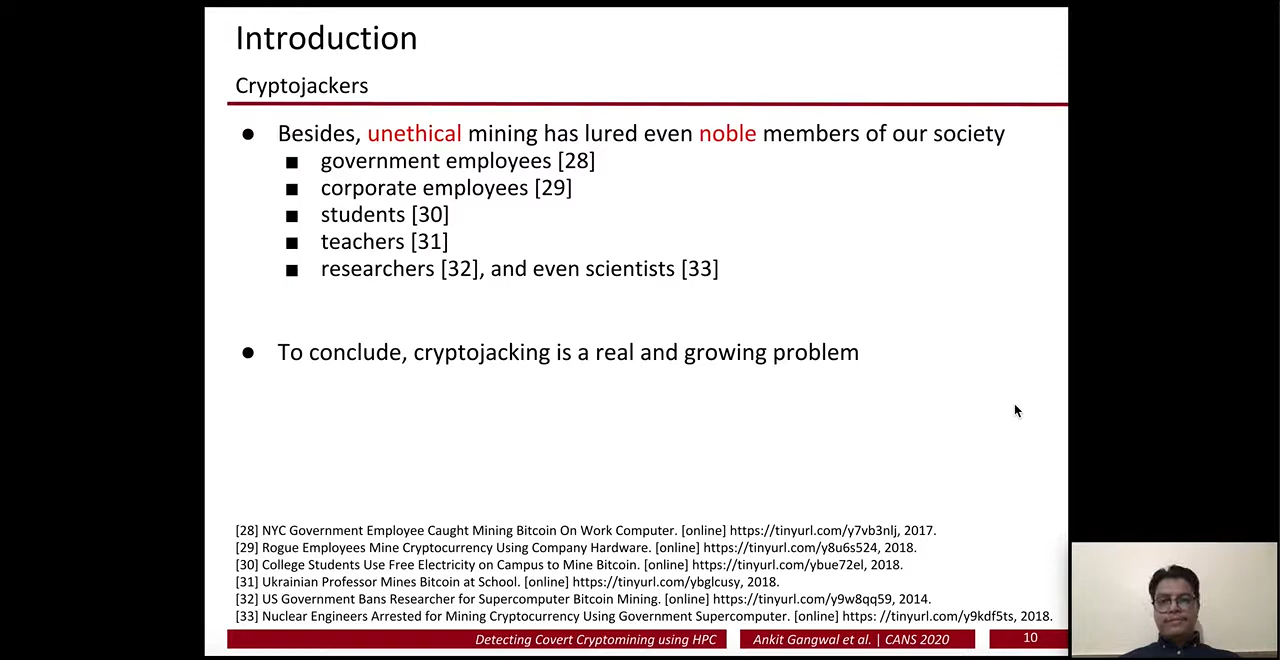 Introduction
Cryptojackers
● Besides, unethical mining has lured even noble members of our society
■ government employees [28]
■ corporate employees [29]
■ students [30]
■ teachers [31]
■ researchers [32], and even scientists [33]
● To conclude, cryptojacking is a real and growing problem
[28] NYC Government Employee Caught Mining Bitcoin On Work Computer. [online] https://tinyurl.com/y7vb3nlj, 2017.
[29] Rogue Employees Mine Cryptocurrency Using Company Hardware. [online] https://tinyurl.com/y8u6s524, 2018.
[30] College Students Use Free Electricity on Campus to Mine Bitcoin. [online] https://tinyurl.com/ybue72el, 2018.
[31] Ukrainian Professor Mines Bitcoin at School. [online] https://tinyurl.com/ybglcusy, 2018.
[32] US Government Bans Researcher for Supercomputer Bitcoin Mining. [online] https://tinyurl.com/y9w8qq59, 2014.
[33] Nuclear Engineers Arrested for Mining Cryptocurrency Using Government Supercomputer. [online] https: //tinyurl.com/y9kdf5ts, 2018.
Detecting Covert Cryptomining using HPC Ankit Gangwal et al. | CANS 2020 10